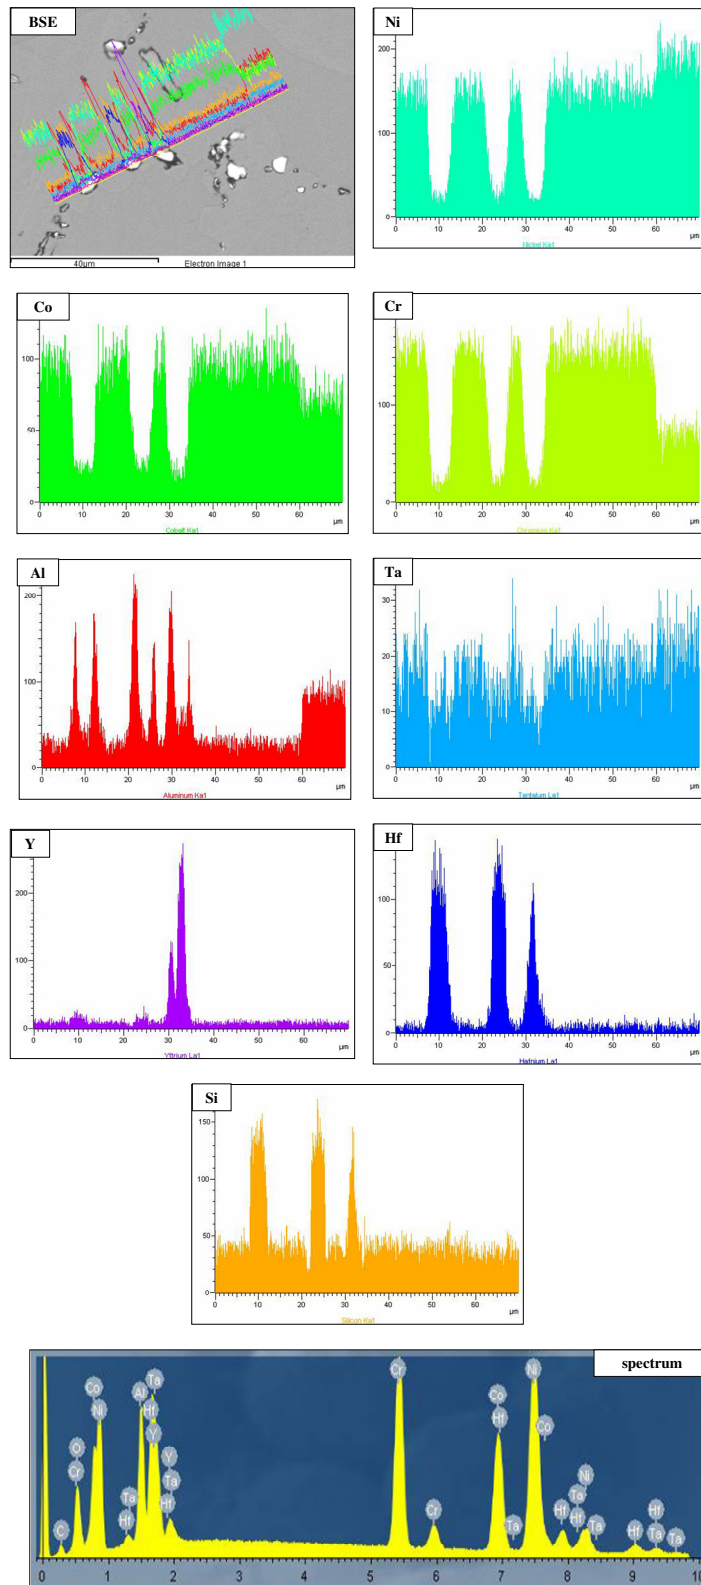 BSE
40µm Electron Image 1
Ni
200
150
100
50
0
0 10 20 30 40 50 60
µm
Nickel Ka1
Co
100
50
0
0 10 20 30 40 50 60
µm
Cobalt Ka1
Cr
150
100
50
0
0 10 20 30 40 50 60
µm
Chromium Ka1
Al
200
100
0
0 10 20 30 40 50 60
µm
Aluminum Ka1
Ta
30
25
20
15
10
5
0
0 10 20 30 40 50 60
µm
Tantalum La1
Y
200
100
0
0 10 20 30 40 50 60
µm
Yttrium La1
Hf
100
50
0
0 10 20 30 40 50 60
µm
Hafnium La1
Si
150
100
50
0
0 10 20 30 40 50 60
µm
Silicon Ka1
spectrum
Co Ta Cr Ni
Al Hf Co
Ni Y Hf Co
O Y Ni
Cr Ta Ta Ta Hf
C Hf Hf Cr Ta Hf Hf Ta Hf Ta Ta
0 1 2 3 4 5 6 7 8 9 10